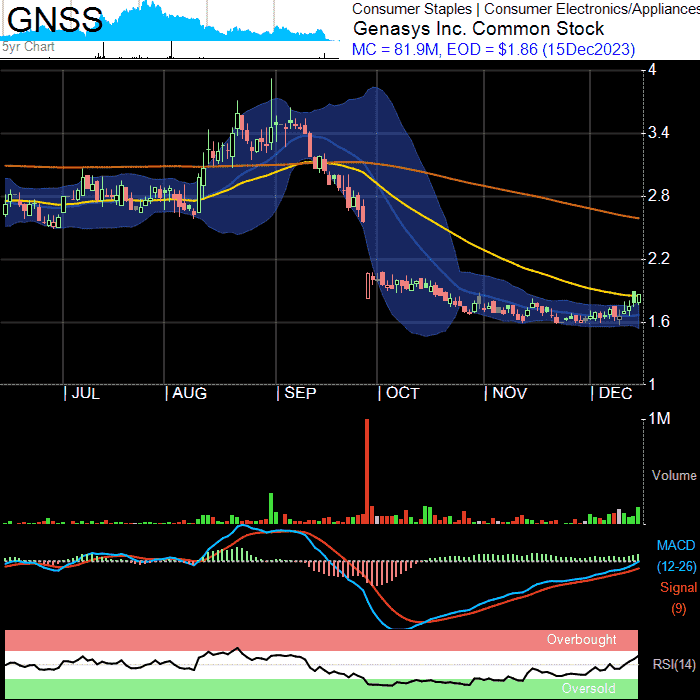 GNSS
5yr Chart
Consumer Staples | Consumer Electronics/Appliances
Genasys Inc. Common Stock
MC = 81.9M, EOD = $1.86 (15Dec2023)
4
3.4
2.8
2.2
1.6
1
JUL
AUG
SEP
OCT
NOV
DEC
1M
Volume
MACD
(12-26)
Signal
(9)
Overbought
RSI(14)
Oversold